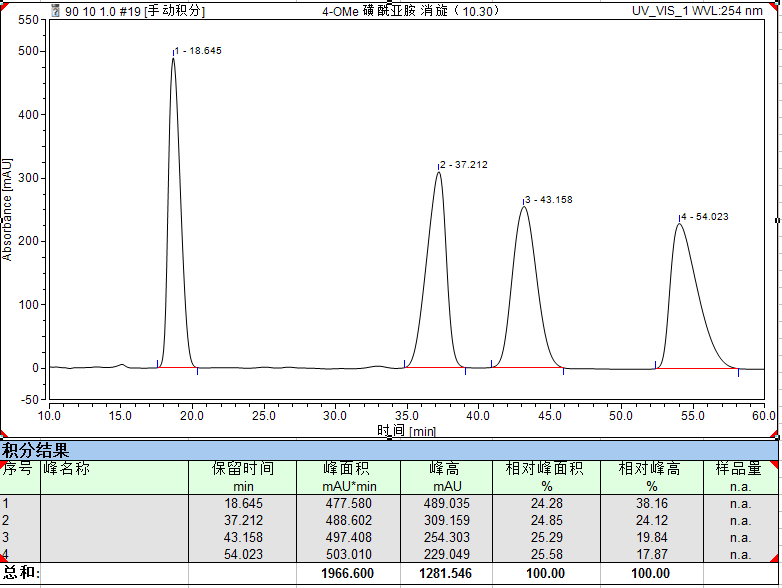 90 10 1.0 #19 [手动积分] 4-OMe 磺酰亚胺 消旋（10.30） UV_VIS_1 WVL:254 nm
Absorbance [mAU]
550
500
400
300
200
100
0
-50
1 - 18.645
2 - 37.212
3 - 43.158
4 - 54.023
10.0 15.0 20.0 25.0 30.0 35.0 40.0 45.0 50.0 55.0 60.0
时间 [min]
积分结果
序号 峰名称 保留时间 峰面积 峰高 相对峰面积 相对峰高 样品量
min mAU*min mAU % % n.a.
1 18.645 477.580 489.035 24.28 38.16 n.a.
2 37.212 488.602 309.159 24.85 24.12 n.a.
3 43.158 497.408 254.303 25.29 19.84 n.a.
4 54.023 503.010 229.049 25.58 17.87 n.a.
总和: 1966.600 1281.546 100.00 100.00